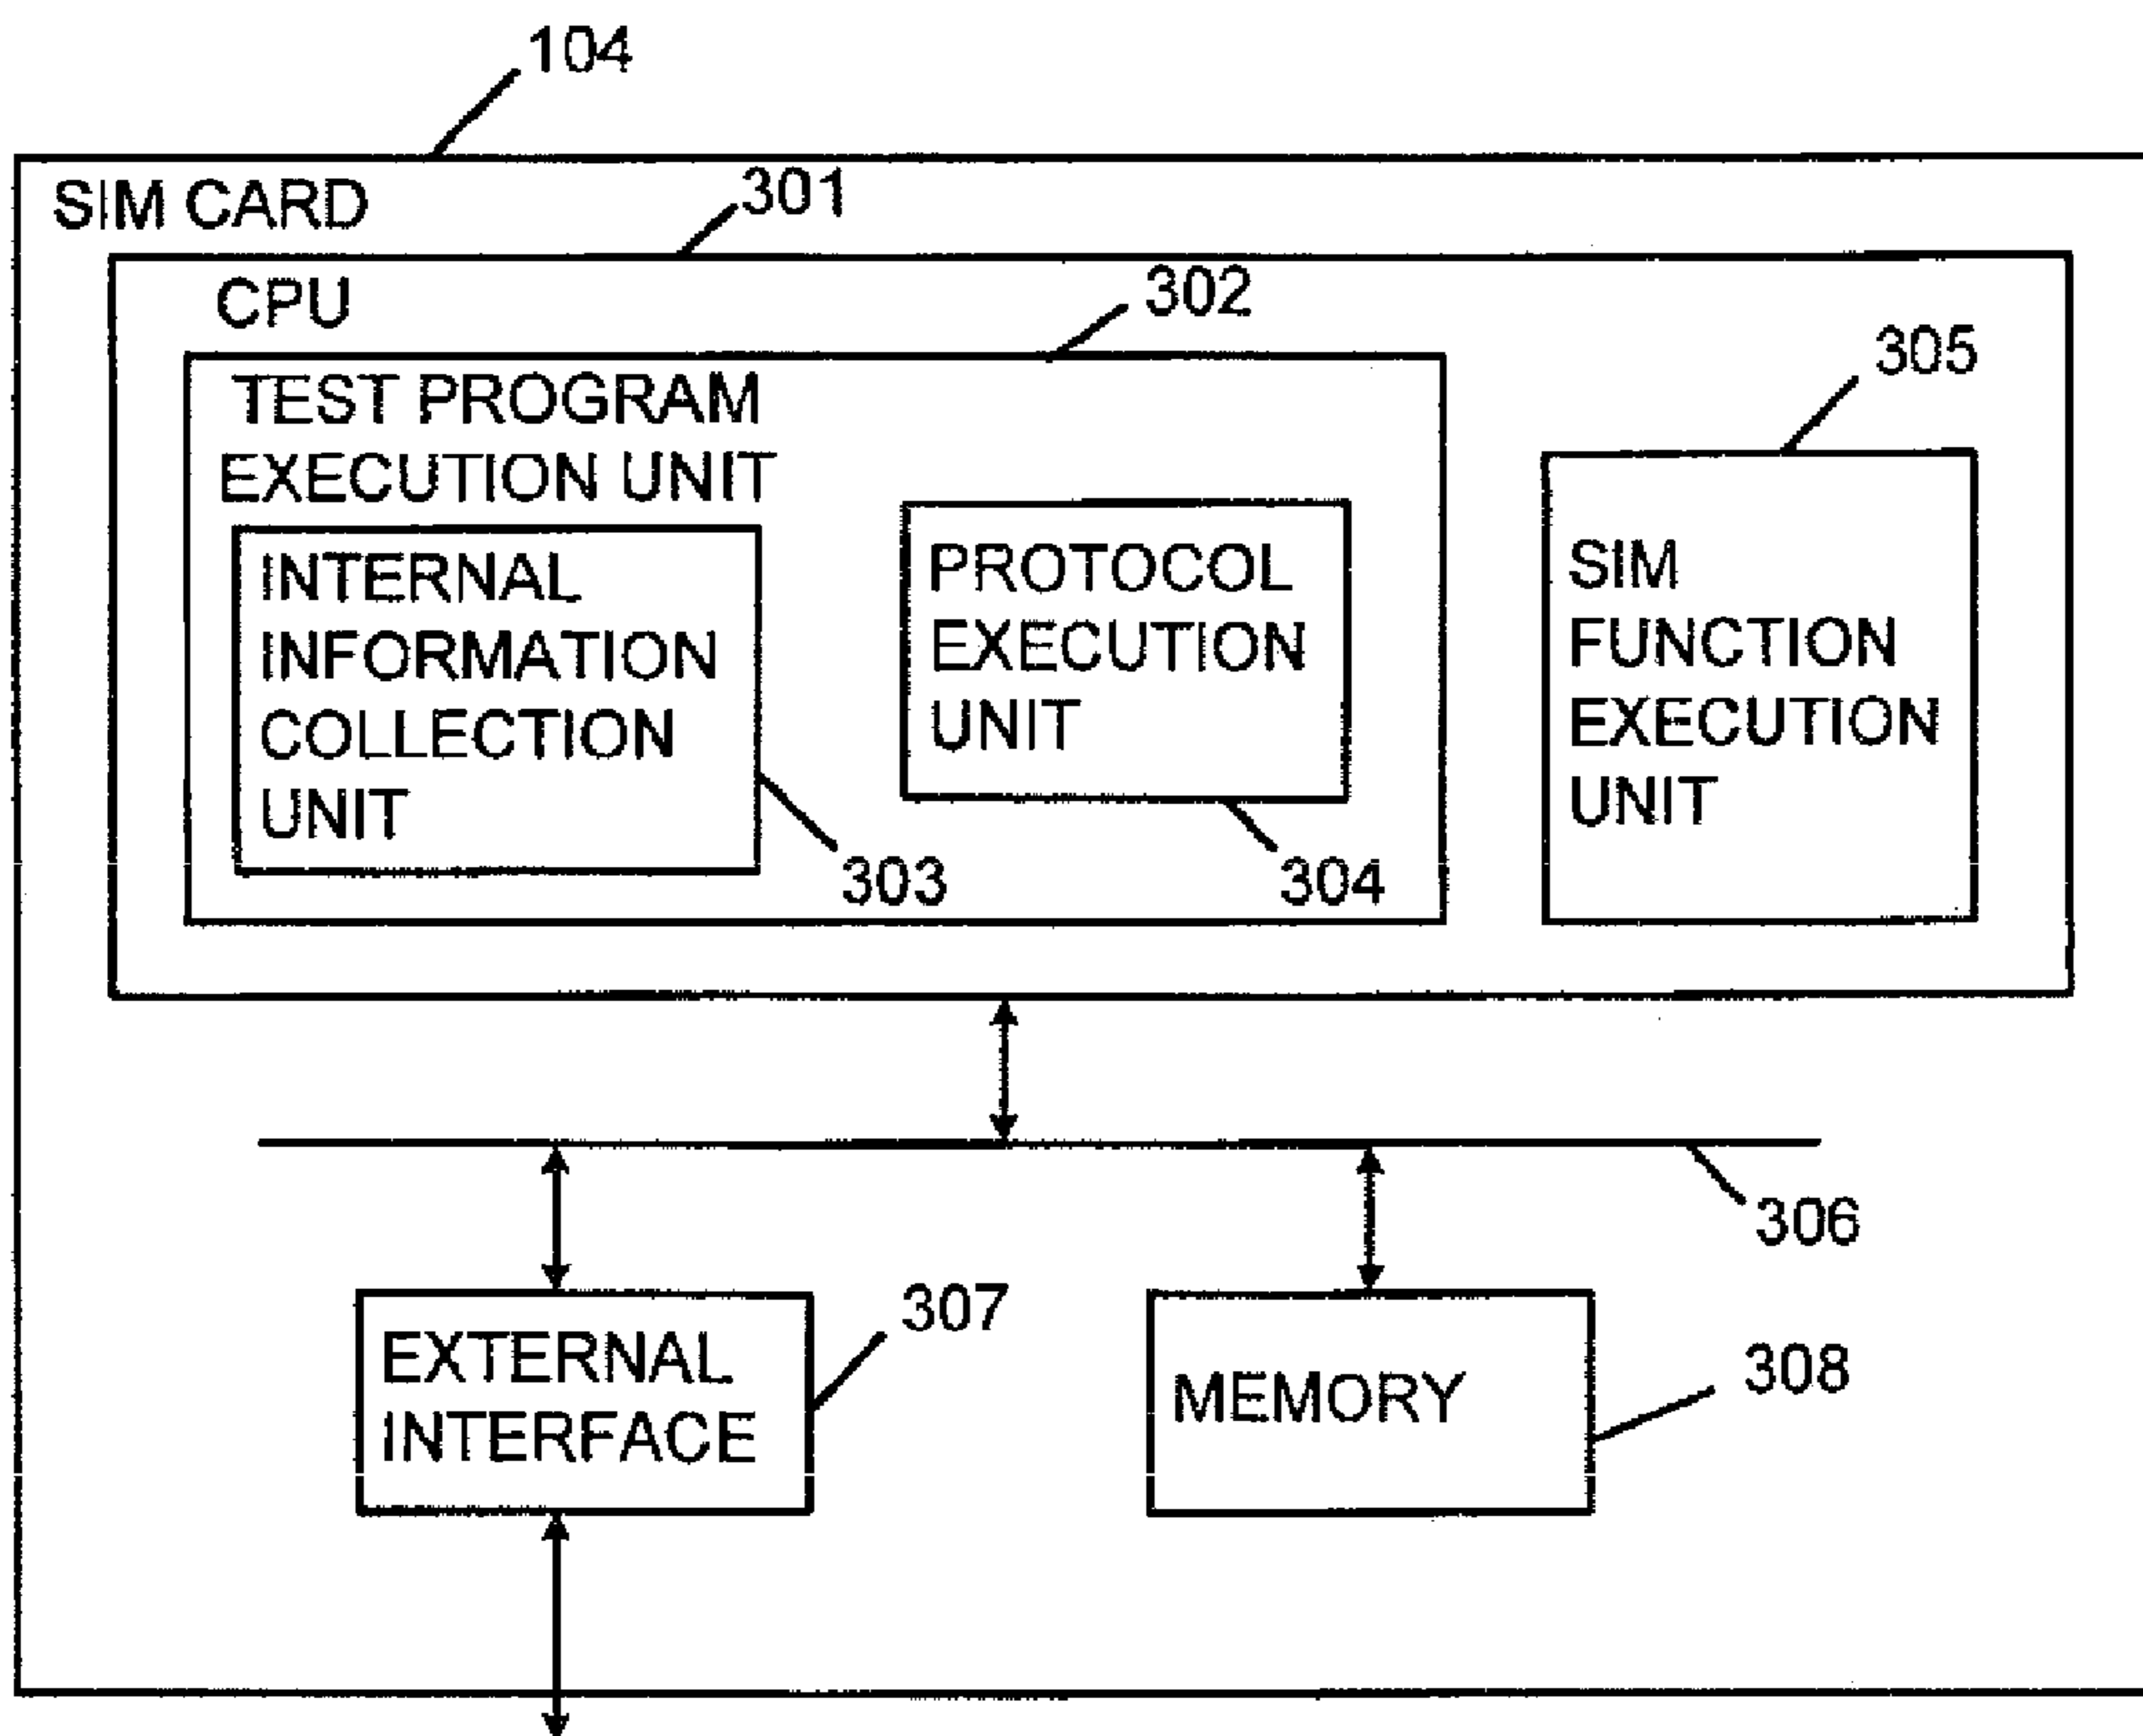 104
SIM CARD
301
CPU
302
305
TEST PROGRAM
EXECUTION UNIT
INTERNAL
INFORMATION
COLLECTION
UNIT
303
PROTOCOL
EXECUTION
UNIT
304
SIM
FUNCTION
EXECUTION
UNIT
306
EXTERNAL
INTERFACE
307
MEMORY
308